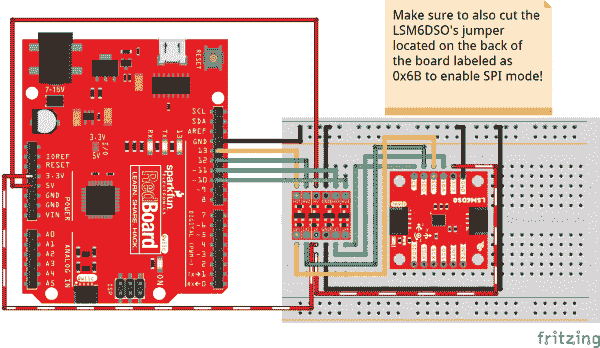 Make sure to also cut the
LSM6DSO's jumper
located on the back of
the board labeled as
0x6B to enable SPI mode!
RESET
7-15V
SCL
SDA
AREF
GND
13
12
~11
~10
~9
8
3.3V
5V
I/O
RX
TX
13
IOREF
RESET
3.3V
5V
GND
GND
VIN
POWER
sparkfun
electronics
RedBoard
LEARN. SHARE. HACK.
7
~6
~5
4
~3
2
TX→1
RX←0
DIGITAL (PWM ~)
A0
A1
A2
A3
A4
A5
ANALOG IN
ISP
ON
LSM6DSO
fritzing